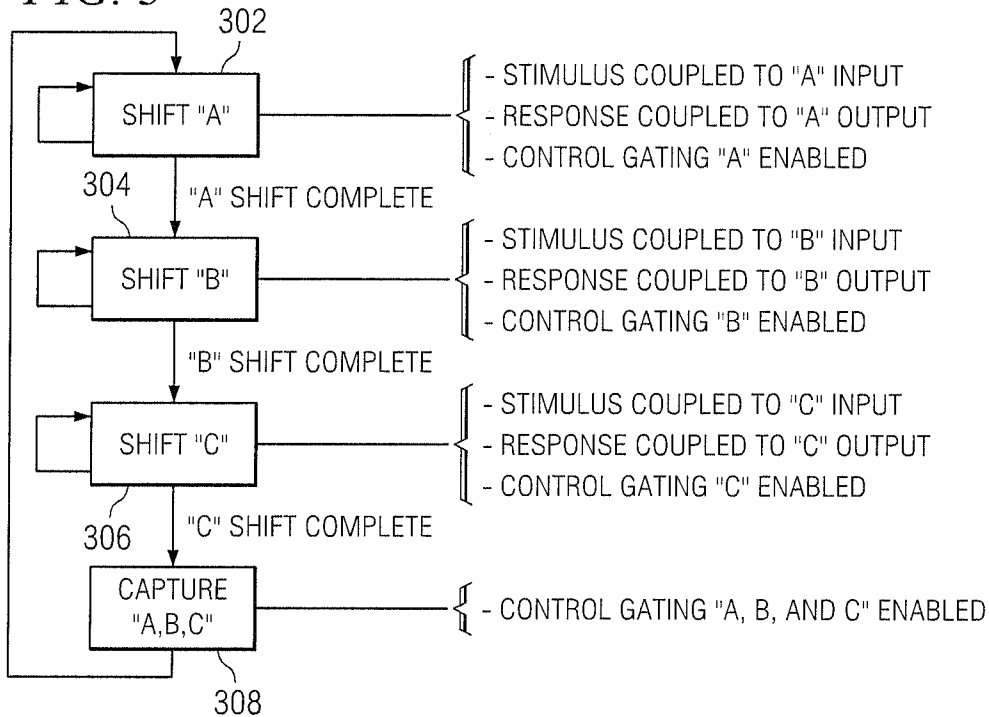 302
SHIFT "A"
- STIMULUS COUPLED TO "A" INPUT
- RESPONSE COUPLED TO "A" OUTPUT
- CONTROL GATING "A" ENABLED
304
"A" SHIFT COMPLETE
SHIFT "B"
- STIMULUS COUPLED TO "B" INPUT
- RESPONSE COUPLED TO "B" OUTPUT
- CONTROL GATING "B" ENABLED
"B" SHIFT COMPLETE
SHIFT "C"
- STIMULUS COUPLED TO "C" INPUT
- RESPONSE COUPLED TO "C" OUTPUT
- CONTROL GATING "C" ENABLED
306
"C" SHIFT COMPLETE
CAPTURE
"A,B,C"
- CONTROL GATING "A, B, AND C" ENABLED
308